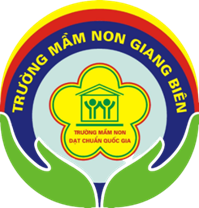 TRƯỜNG MẦM NON GIANG BIÊN
TRƯỜNG MẦM NON
ĐẠT CHUẨN QUỐC GIA